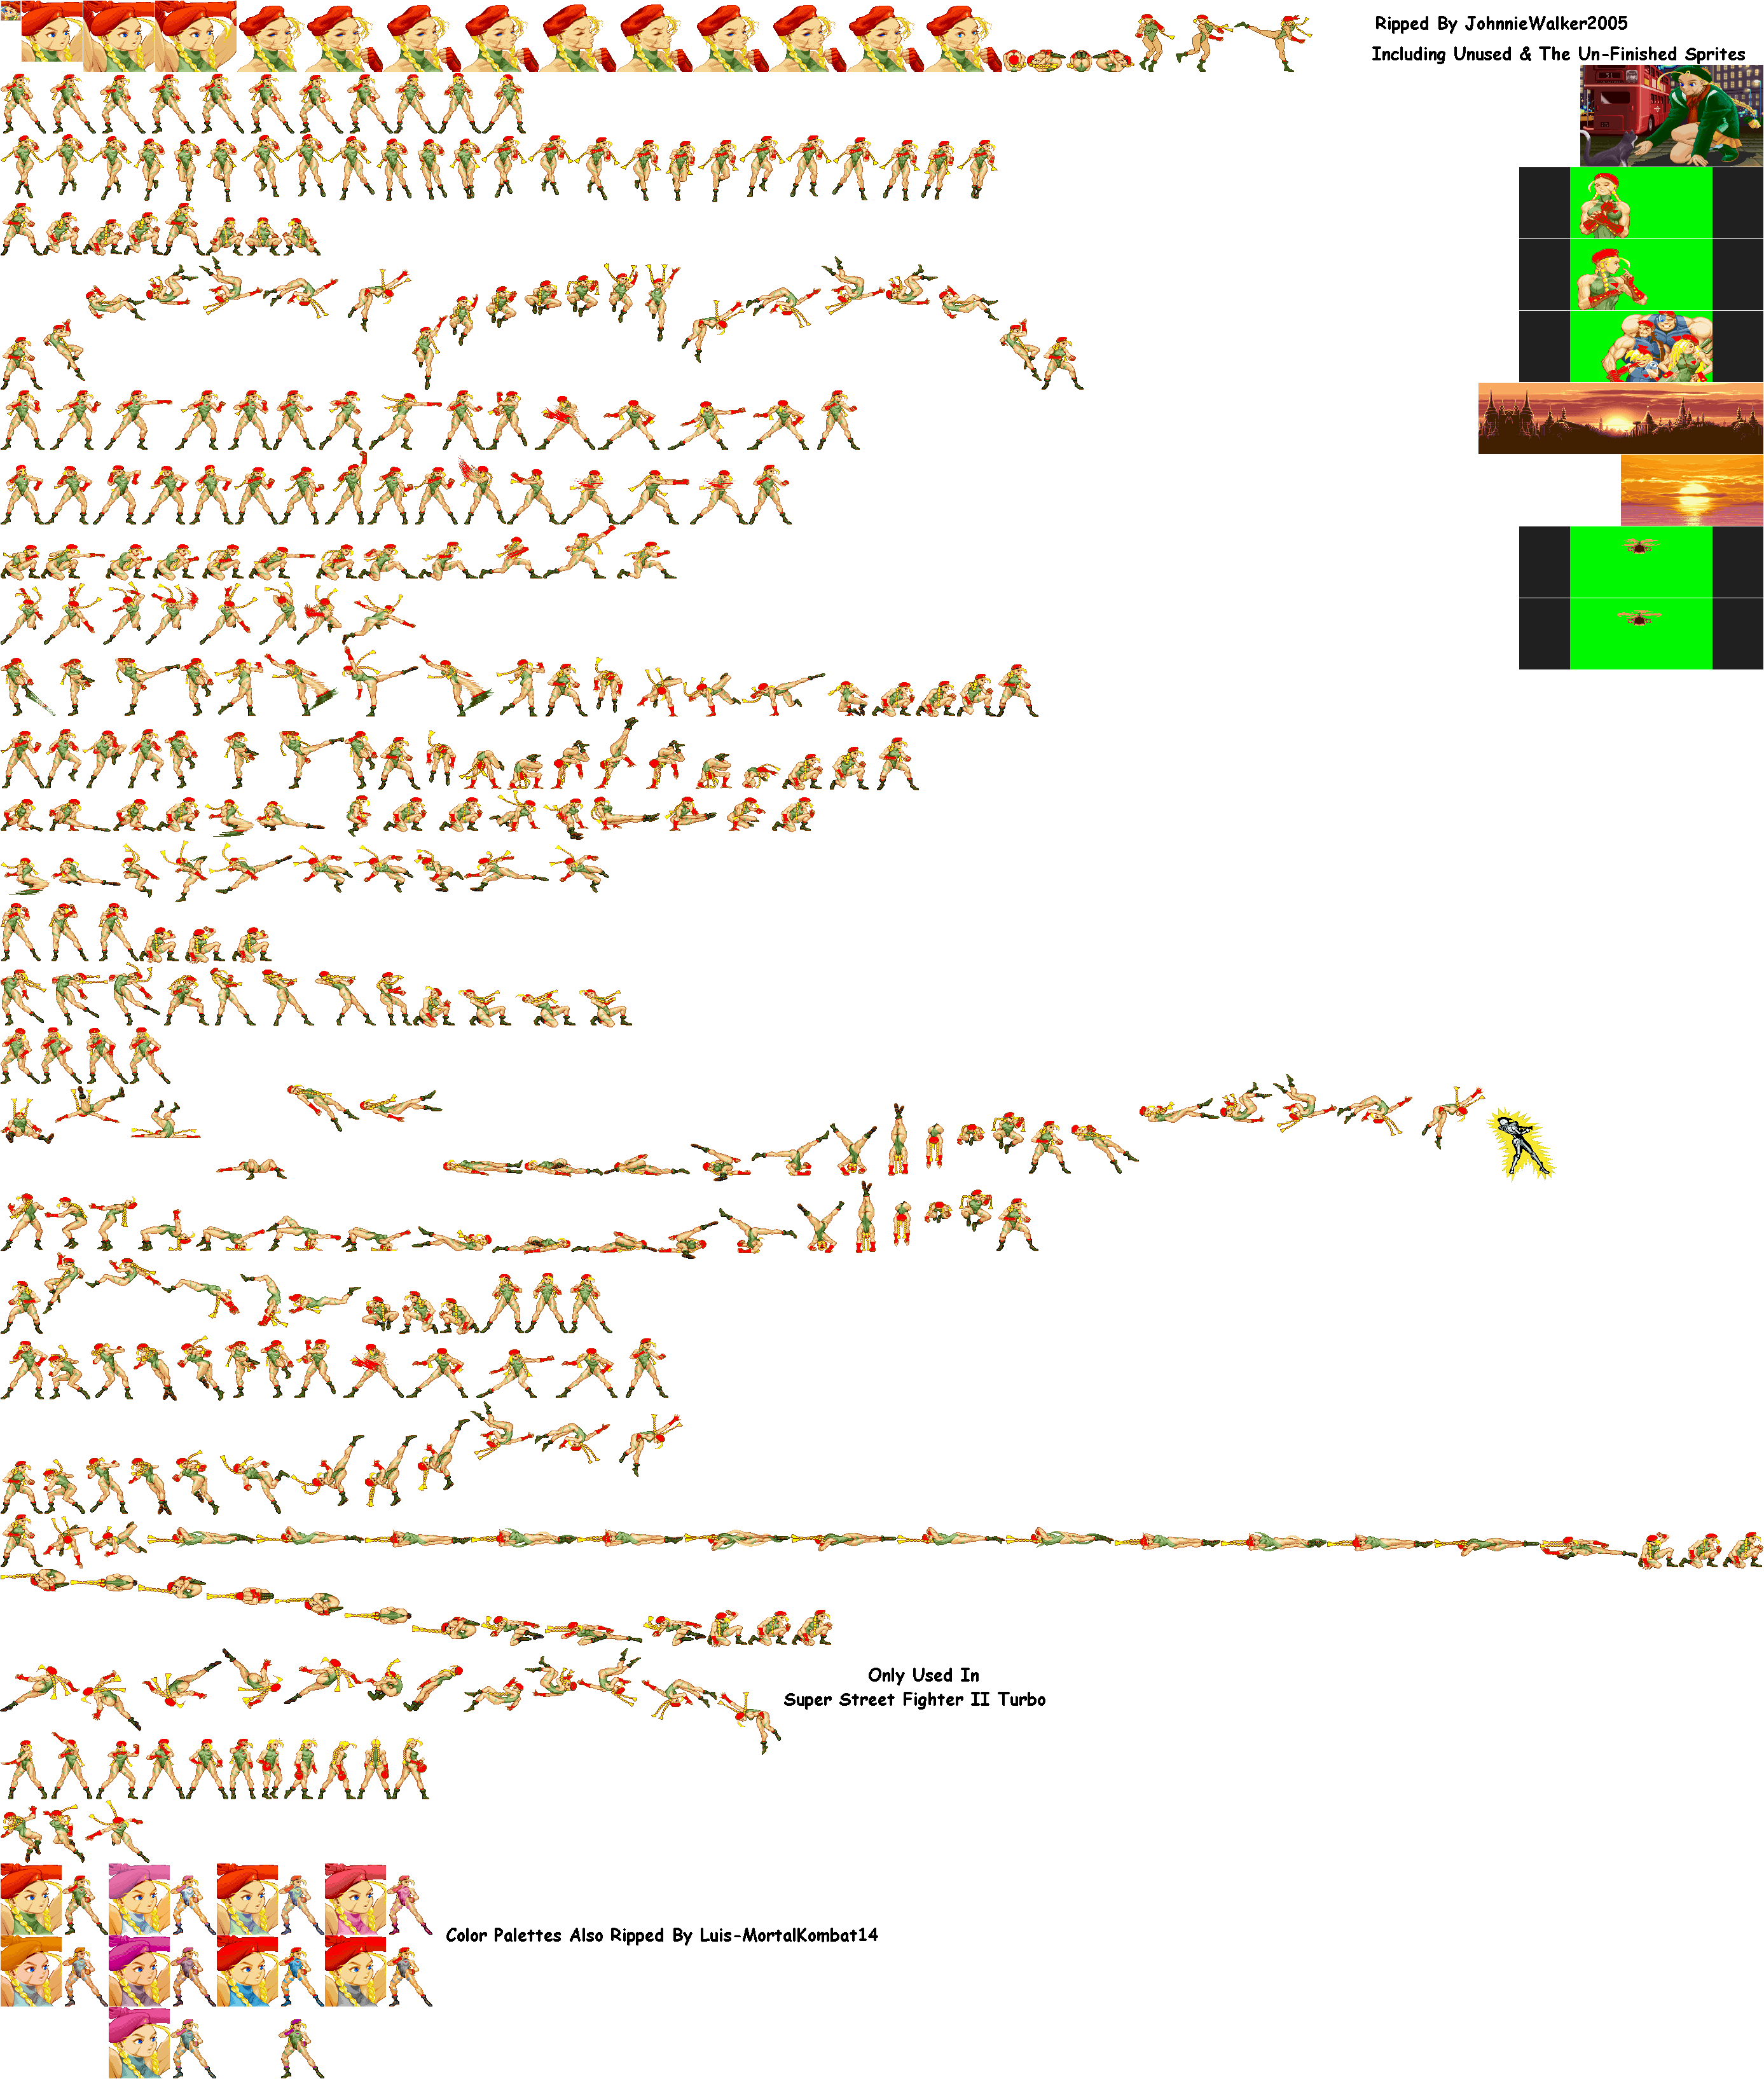 Ripped By JohnnieWalker2005
Including Unused & The Un-Finished Sprites
Only Used In
Super Street Fighter II Turbo
Color Palettes Also Ripped By Luis-MortalKombat14